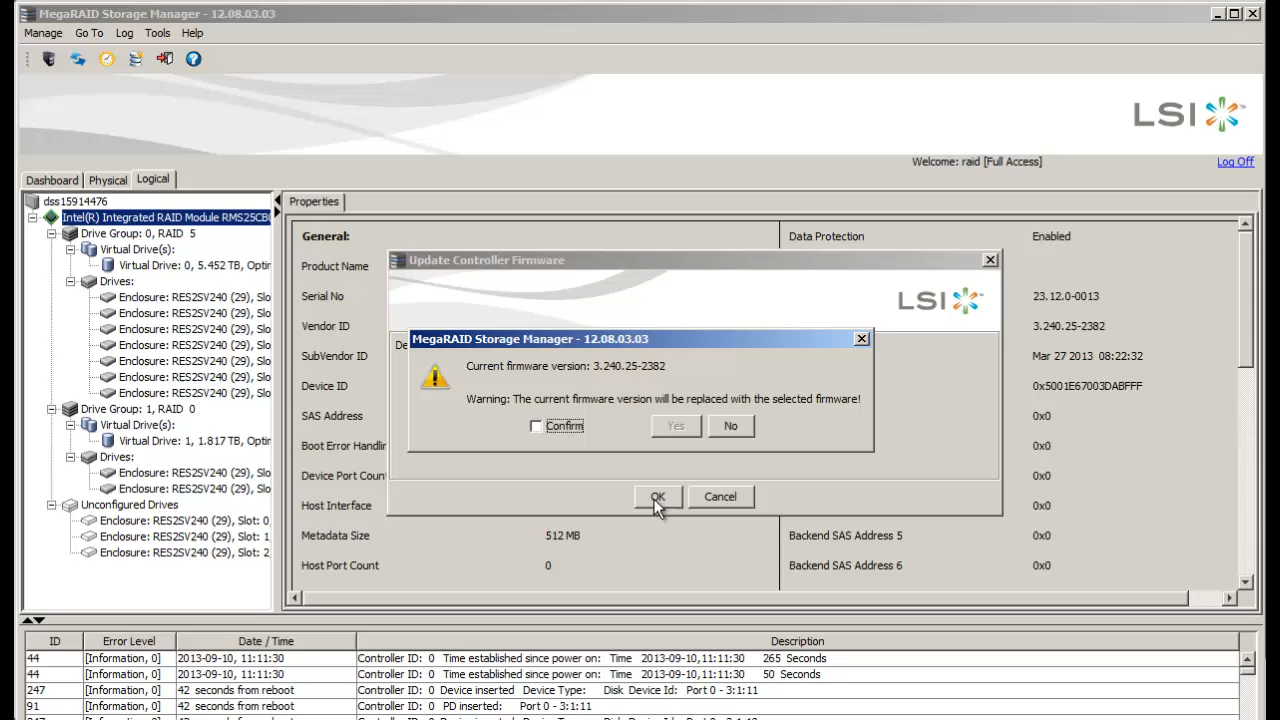 MegaRAID Storage Manager - 12.08.03.03
Manage Go To Log Tools Help
LSI
Welcome: raid [Full Access]
Log Off
Dashboard Physical Logical
dss15914476
Intel(R) Integrated RAID Module RMS25CB0
Drive Group: 0, RAID 5
Virtual Drive(s):
Virtual Drive: 0, 5.452 TB, Optir
Drives:
Enclosure: RES2SV240 (29), Slo
Enclosure: RES2SV240 (29), Slo
Enclosure: RES2SV240 (29), Slo
Enclosure: RES2SV240 (29), Slo
Enclosure: RES2SV240 (29), Slo
Enclosure: RES2SV240 (29), Slo
Enclosure: RES2SV240 (29), Slo
Drive Group: 1, RAID 0
Virtual Drive(s):
Virtual Drive: 1, 1.817 TB, Optir
Drives:
Enclosure: RES2SV240 (29), Slo
Enclosure: RES2SV240 (29), Slo
Unconfigured Drives
Enclosure: RES2SV240 (29), Slot: 0,
Enclosure: RES2SV240 (29), Slot: 1,
Enclosure: RES2SV240 (29), Slot: 2,
Properties
General:
Data Protection Enabled
Product Name
Serial No 23.12.0-0013
Vendor ID 3.240.25-2382
SubVendor ID Mar 27 2013 08:22:32
Device ID 0x5001E67003DABFFF
SAS Address 0x0
Boot Error Handlir 0x0
Device Port Coun 0x0
Host Interface 0x0
Metadata Size 512 MB Backend SAS Address 5 0x0
Host Port Count 0 Backend SAS Address 6 0x0
Update Controller Firmware
LSI
De
MegaRAID Storage Manager - 12.08.03.03
Current firmware version: 3.240.25-2382
Warning: The current firmware version will be replaced with the selected firmware!
Confirm Yes No
OK Cancel
ID Error Level Date / Time Description
44 [Information, 0] 2013-09-10, 11:11:30 Controller ID: 0 Time established since power on: Time 2013-09-10,11:11:30 265 Seconds
44 [Information, 0] 2013-09-10, 11:11:30 Controller ID: 0 Time established since power on: Time 2013-09-10,11:11:30 50 Seconds
247 [Information, 0] 42 seconds from reboot Controller ID: 0 Device inserted Device Type: Disk Device Id: Port 0 - 3:1:11
91 [Information, 0] 42 seconds from reboot Controller ID: 0 PD inserted: Port 0 - 3:1:11